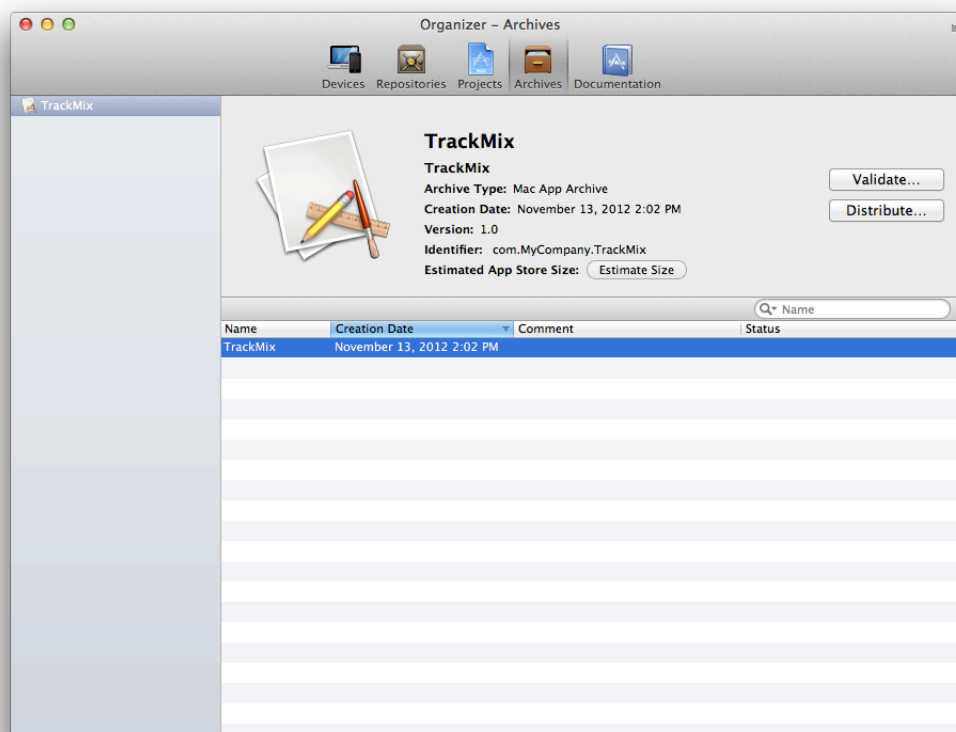 Organizer – Archives
Devices Repositories Projects Archives Documentation
TrackMix
TrackMix
TrackMix
Archive Type: Mac App Archive
Creation Date: November 13, 2012 2:02 PM
Version: 1.0
Identifier: com.MyCompany.TrackMix
Estimated App Store Size: Estimate Size
Validate...
Distribute...
Name
Name Creation Date Comment Status
TrackMix November 13, 2012 2:02 PM